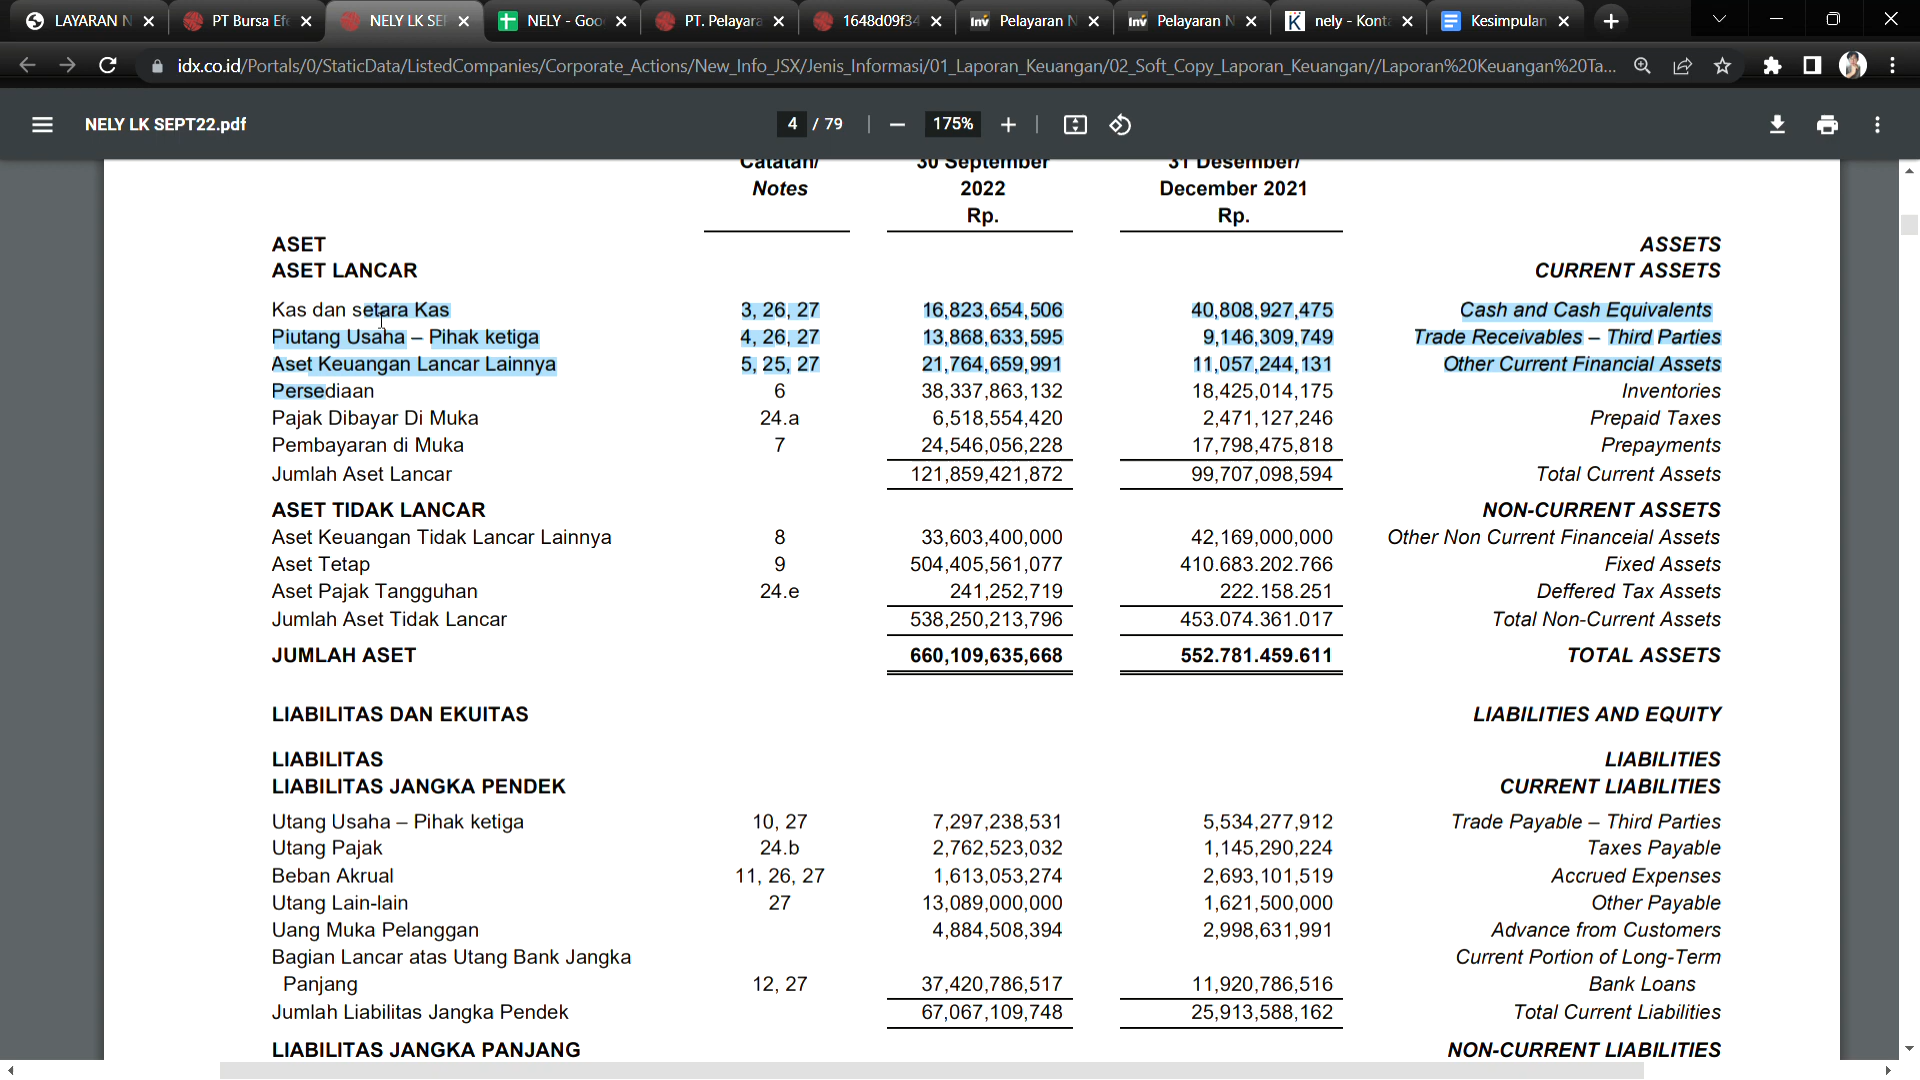 LAYARAN N
PT Bursa Efe
NELY LK SEP
NELY - Goo
PT. Pelayara
1648d09f34
Inv
Pelayaran N
Inv
Pelayaran N
K
nely - Konta
Kesimpulan
idx.co.id/Portals/0/StaticData/ListedCompanies/Corporate_Actions/New_Info_JSX/Jenis_Informasi/01_Laporan_Keuangan/02_Soft_Copy_Laporan_Keuangan//Laporan%20Keuangan%20Ta...
NELY LK SEPT22.pdf
4 / 79
175%
Catatan/ 30 September 31 Desember/
Notes 2022 December 2021
Rp. Rp.
ASET ASSETS
ASET LANCAR CURRENT ASSETS
Kas dan setara Kas 3, 26, 27 16,823,654,506 40,808,927,475 Cash and Cash Equivalents
Piutang Usaha – Pihak ketiga 4, 26, 27 13,868,633,595 9,146,309,749 Trade Receivables – Third Parties
Aset Keuangan Lancar Lainnya 5, 25, 27 21,764,659,991 11,057,244,131 Other Current Financial Assets
Persediaan 6 38,337,863,132 18,425,014,175 Inventories
Pajak Dibayar Di Muka 24.a 6,518,554,420 2,471,127,246 Prepaid Taxes
Pembayaran di Muka 7 24,546,056,228 17,798,475,818 Prepayments
Jumlah Aset Lancar 121,859,421,872 99,707,098,594 Total Current Assets
ASET TIDAK LANCAR NON-CURRENT ASSETS
Aset Keuangan Tidak Lancar Lainnya 8 33,603,400,000 42,169,000,000 Other Non Current Financeial Assets
Aset Tetap 9 504,405,561,077 410.683.202.766 Fixed Assets
Aset Pajak Tangguhan 24.e 241,252,719 222.158.251 Deffered Tax Assets
Jumlah Aset Tidak Lancar 538,250,213,796 453.074.361.017 Total Non-Current Assets
JUMLAH ASET 660,109,635,668 552.781.459.611 TOTAL ASSETS
LIABILITAS DAN EKUITAS LIABILITIES AND EQUITY
LIABILITAS LIABILITIES
LIABILITAS JANGKA PENDEK CURRENT LIABILITIES
Utang Usaha – Pihak ketiga 10, 27 7,297,238,531 5,534,277,912 Trade Payable – Third Parties
Utang Pajak 24.b 2,762,523,032 1,145,290,224 Taxes Payable
Beban Akrual 11, 26, 27 1,613,053,274 2,693,101,519 Accrued Expenses
Utang Lain-lain 27 13,089,000,000 1,621,500,000 Other Payable
Uang Muka Pelanggan 4,884,508,394 2,998,631,991 Advance from Customers
Bagian Lancar atas Utang Bank Jangka Current Portion of Long-Term
Panjang 12, 27 37,420,786,517 11,920,786,516 Bank Loans
Jumlah Liabilitas Jangka Pendek 67,067,109,748 25,913,588,162 Total Current Liabilities
LIABILITAS JANGKA PANJANG NON-CURRENT LIABILITIES